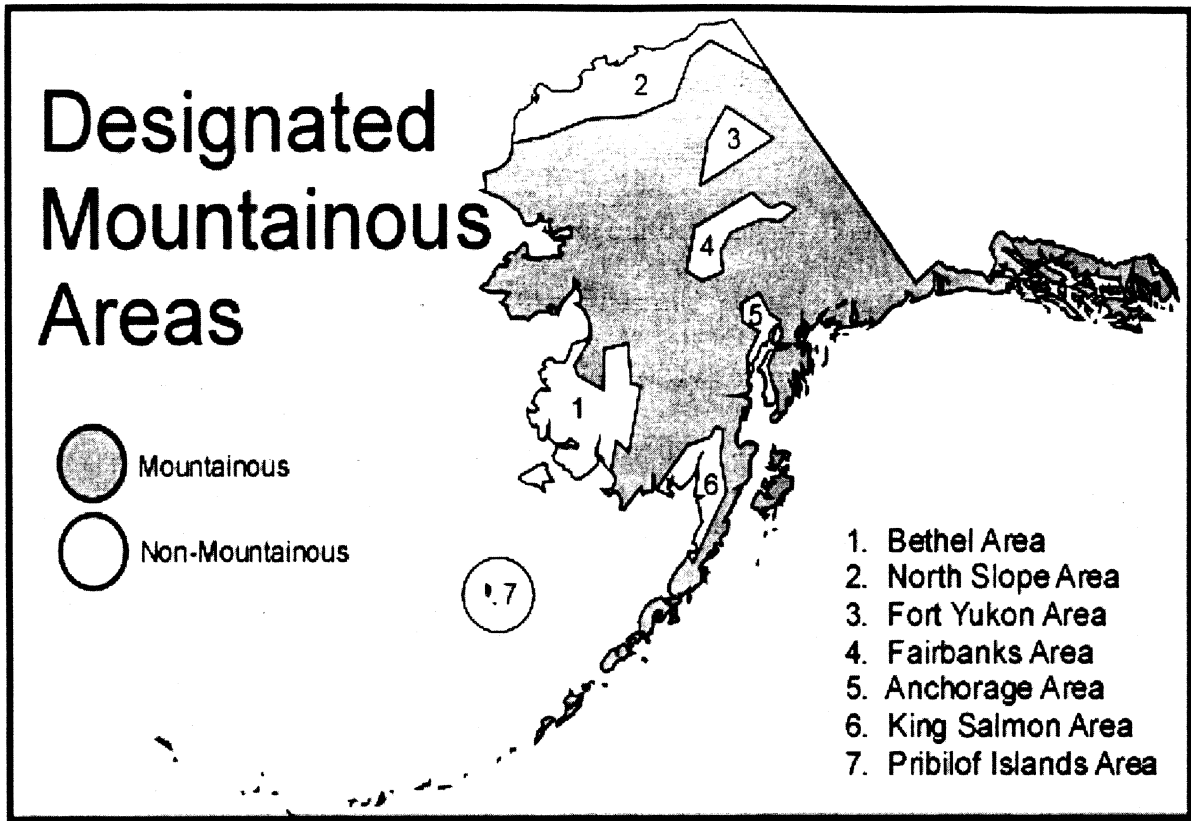 Designated
Mountainous
Areas
2
3
4
5
1
6
7
Mountainous
Non-Mountainous
1. Bethel Area
2. North Slope Area
3. Fort Yukon Area
4. Fairbanks Area
5. Anchorage Area
6. King Salmon Area
7. Pribilof Islands Area